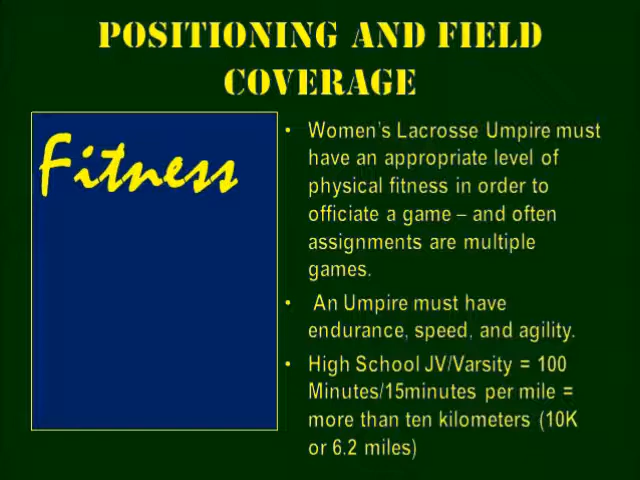 POSITIONING AND FIELD
COVERAGE
Fitness
• Women's Lacrosse Umpire must
have an appropriate level of
physical fitness in order to
officiate a game – and often
assignments are multiple
games.
• An Umpire must have
endurance, speed, and agility.
• High School JV/Varsity = 100
Minutes/15minutes per mile =
more than ten kilometers (10K
or 6.2 miles)